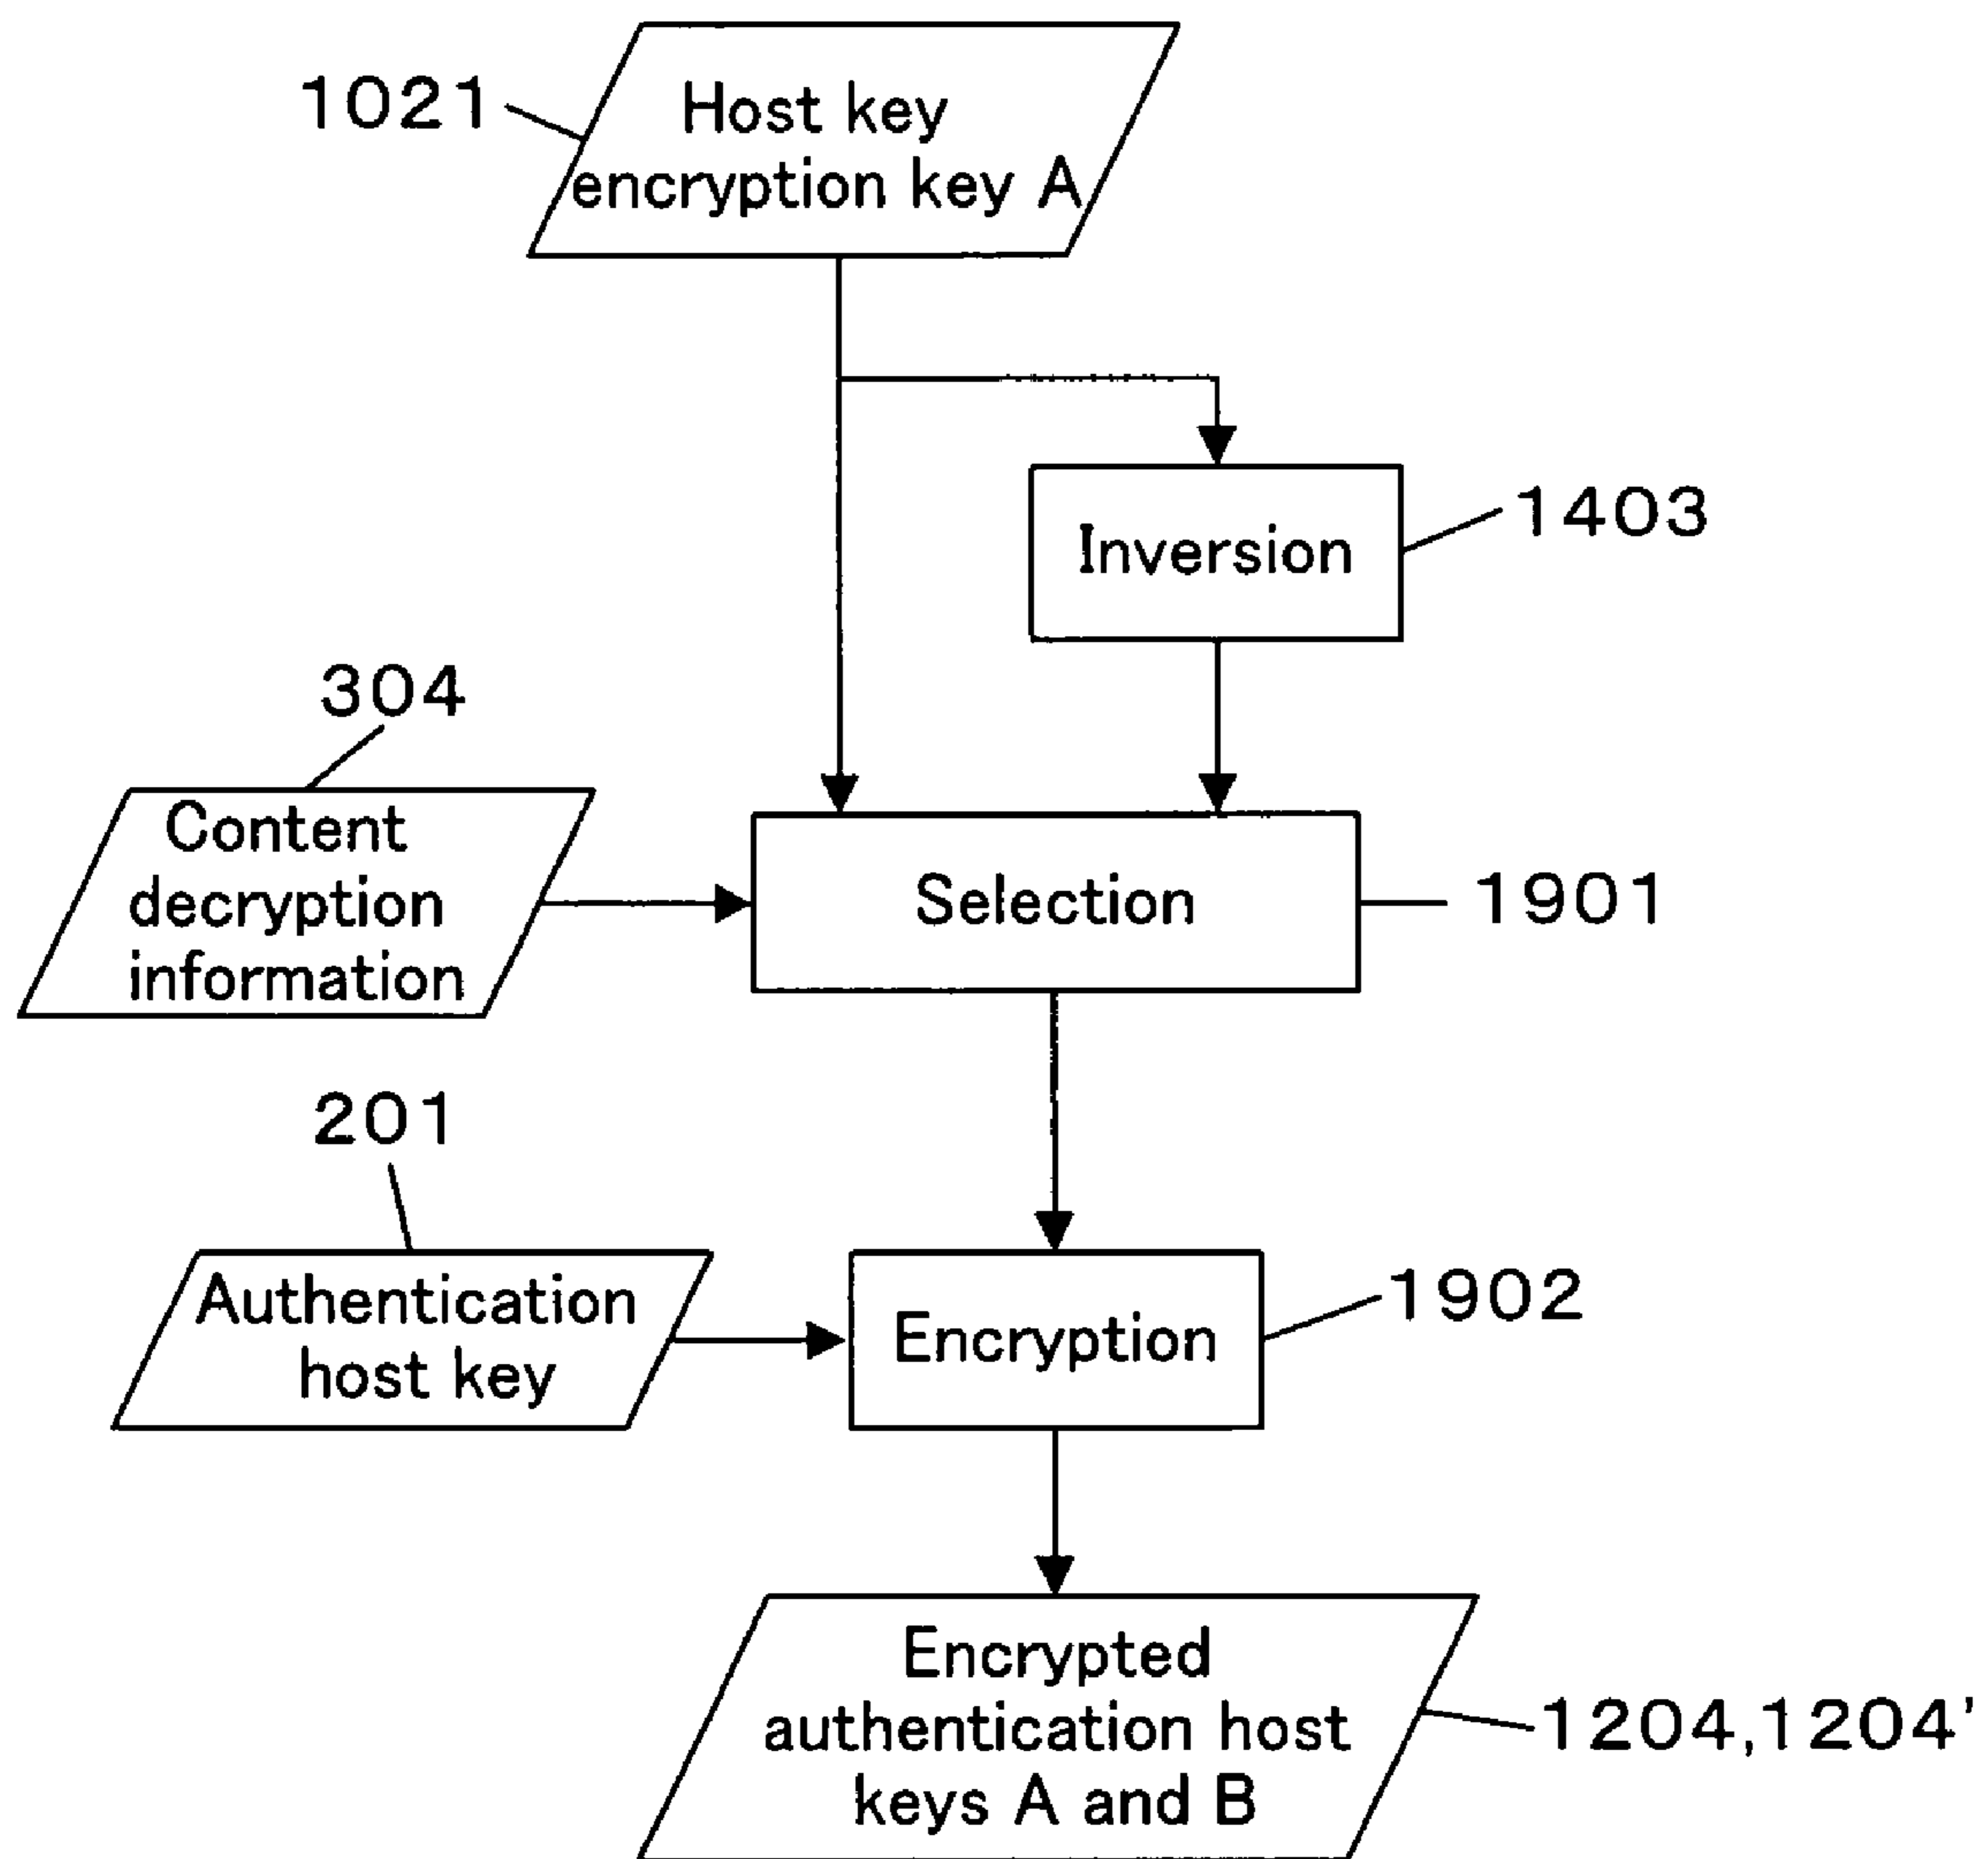 1021
Host key
encryption key A
Inversion
1403
304
Content
decryption
information
Selection
1901
201
Authentication
host key
Encryption
1902
Encrypted
authentication host
keys A and B
1204,1204'